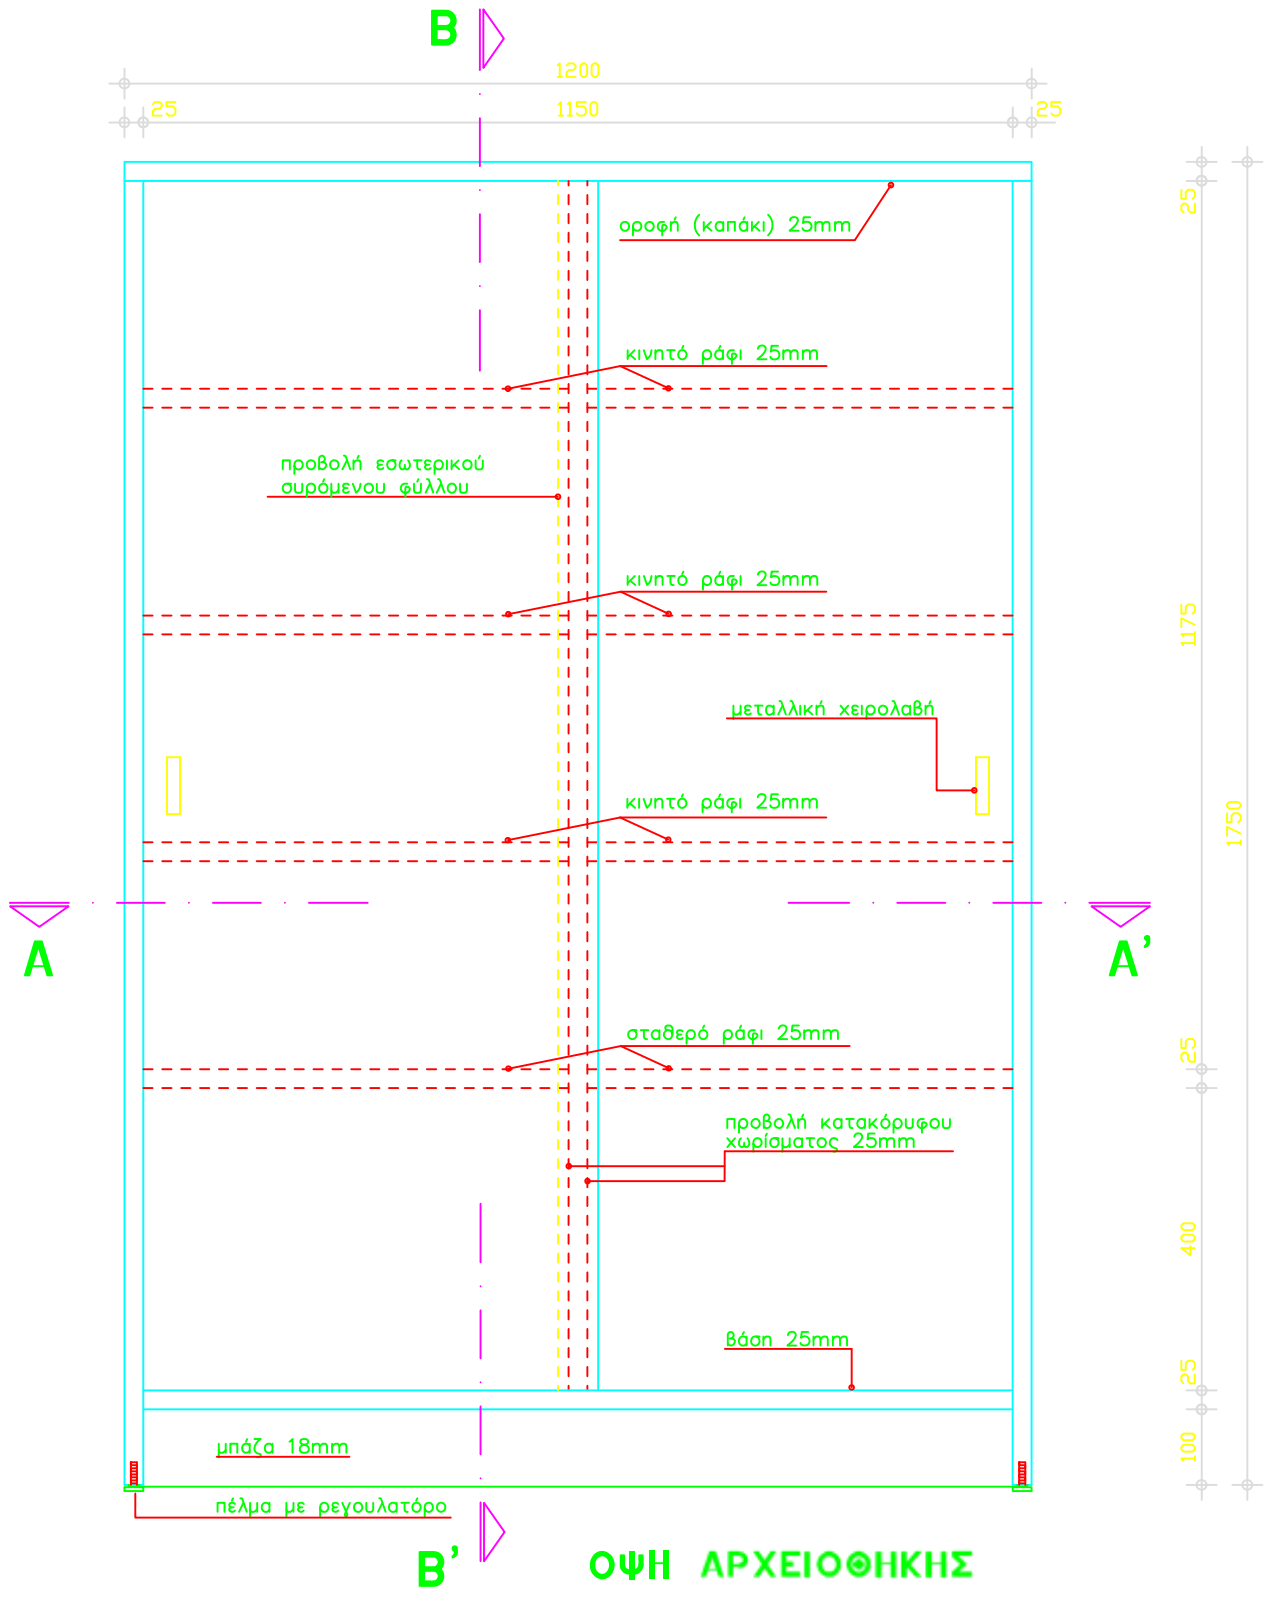 B
1200
25
1150
25
25
οροφή (καπάκι) 25mm
κινητό ράφι 25mm
προβολή εσωτερικού
συρόμενου φύλλου
κινητό ράφι 25mm
1175
μεταλλική χειρολαβή
κινητό ράφι 25mm
1750
A
A'
σταθερό ράφι 25mm
25
προβολή κατακόρυφου
χωρίσματος 25mm
400
βάση 25mm
25
μπάζα 18mm
100
πέλμα με ρεγουλατόρο
B'
ΟΨΗ ΑΡΧΕΙΟΘΗΚΗΣ